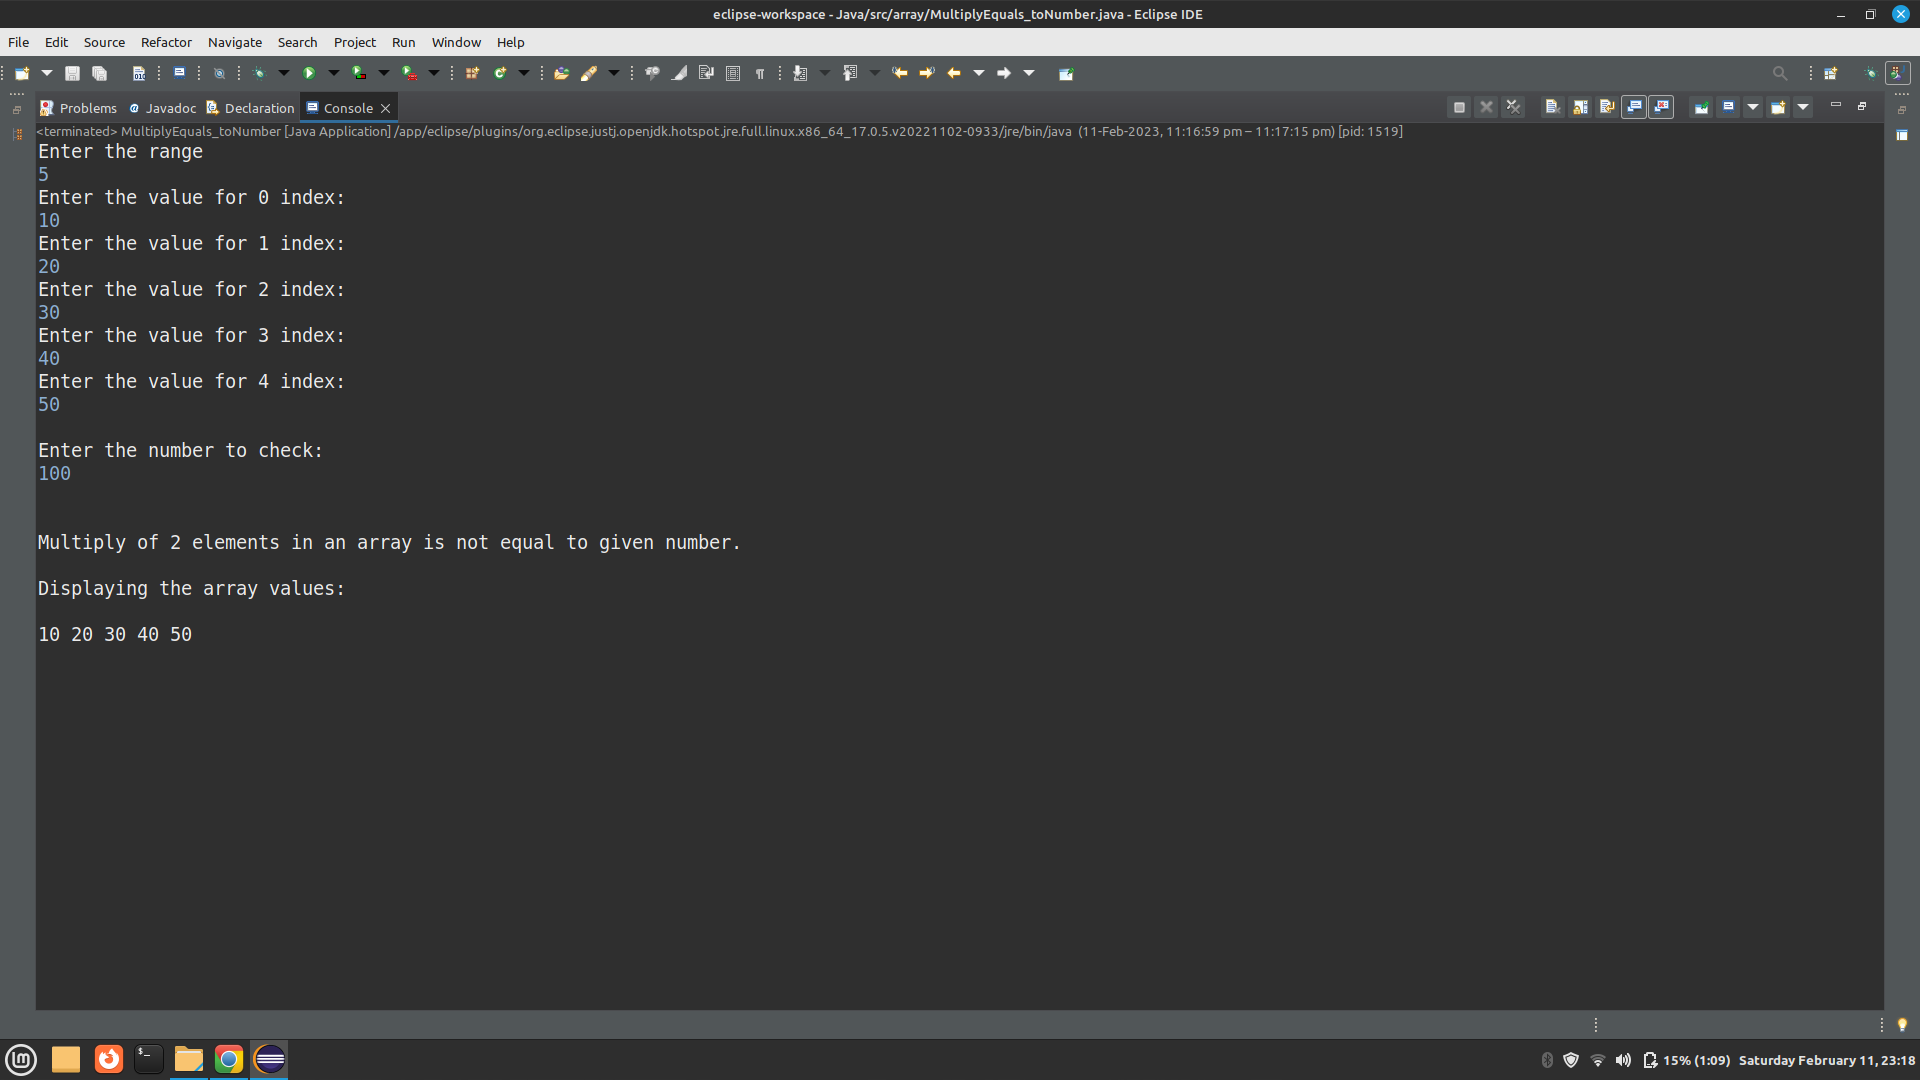 eclipse-workspace - Java/src/array/MultiplyEquals_toNumber.java - Eclipse IDE
File Edit Source Refactor Navigate Search Project Run Window Help
Problems Javadoc Declaration Console
<terminated> MultiplyEquals_toNumber [Java Application] /app/eclipse/plugins/org.eclipse.justj.openjdk.hotspot.jre.full.linux.x86_64_17.0.5.v20221102-0933/jre/bin/java (11-Feb-2023, 11:16:59 pm – 11:17:15 pm) [pid: 1519]
Enter the range
5
Enter the value for 0 index:
10
Enter the value for 1 index:
20
Enter the value for 2 index:
30
Enter the value for 3 index:
40
Enter the value for 4 index:
50
Enter the number to check:
100
Multiply of 2 elements in an array is not equal to given number.
Displaying the array values:
10 20 30 40 50
15% (1:09) Saturday February 11, 23:18